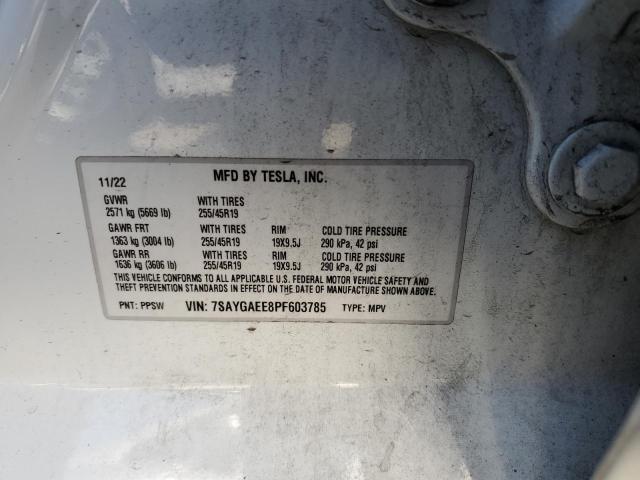 11/22 MFD BY TESLA, INC.
GVWR WITH TIRES
2571 kg (5669 lb) 255/45R19
GAWR FRT WITH TIRES RIM COLD TIRE PRESSURE
1363 kg (3004 lb) 255/45R19 19X9.5J 290 kPa, 42 psi
GAWR RR WITH TIRES RIM COLD TIRE PRESSURE
1636 kg (3606 lb) 255/45R19 19X9.5J 290 kPa, 42 psi
THIS VEHICLE CONFORMS TO ALL APPLICABLE U.S. FEDERAL MOTOR VEHICLE SAFETY AND
THEFT PREVENTION STANDARDS IN EFFECT ON THE DATE OF MANUFACTURE SHOWN ABOVE.
PNT: PPSW VIN: 7SAYGAEE8PF603785 TYPE: MPV